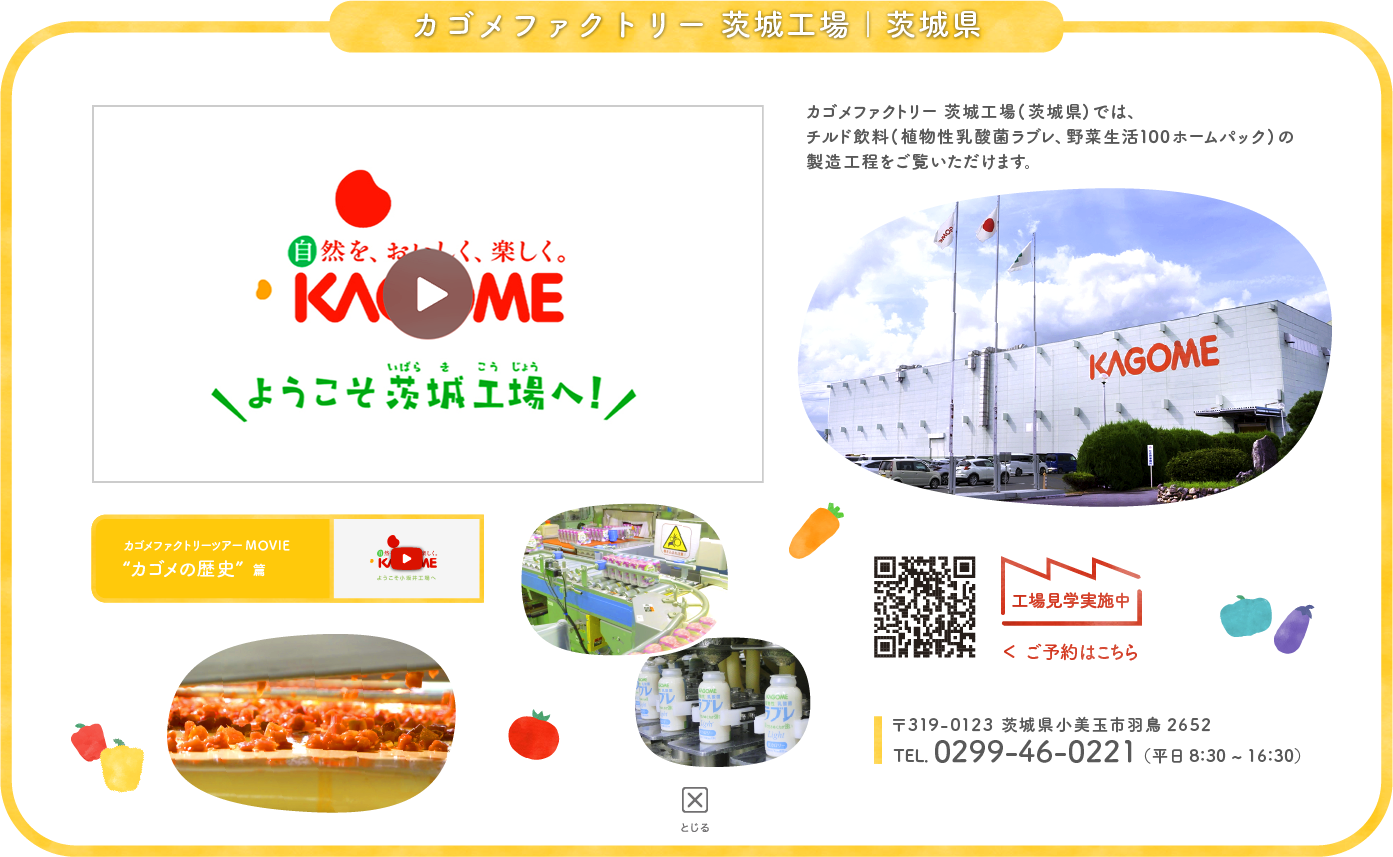 カゴメファクトリー 茨城工場｜茨城県
自然を、おいしく、楽しく。
KAGOME
いばら き こう じょう
ようこそ茨城工場へ！
カゴメファクトリー 茨城工場（茨城県）では、
チルド飲料（植物性乳酸菌ラブレ、野菜生活100ホームパック）の
製造工程をご覧いただけます。
KAGOME
カゴメファクトリーツアーMOVIE
“カゴメの歴史” 篇
KAGOME
ようこそ小坂井工場へ
KAGOME
ラブレ
Light
工場見学実施中
< ご予約はこちら
〒319-0123 茨城県小美玉市羽鳥 2652
TEL. 0299-46-0221（平日 8:30 ~ 16:30）
とじる